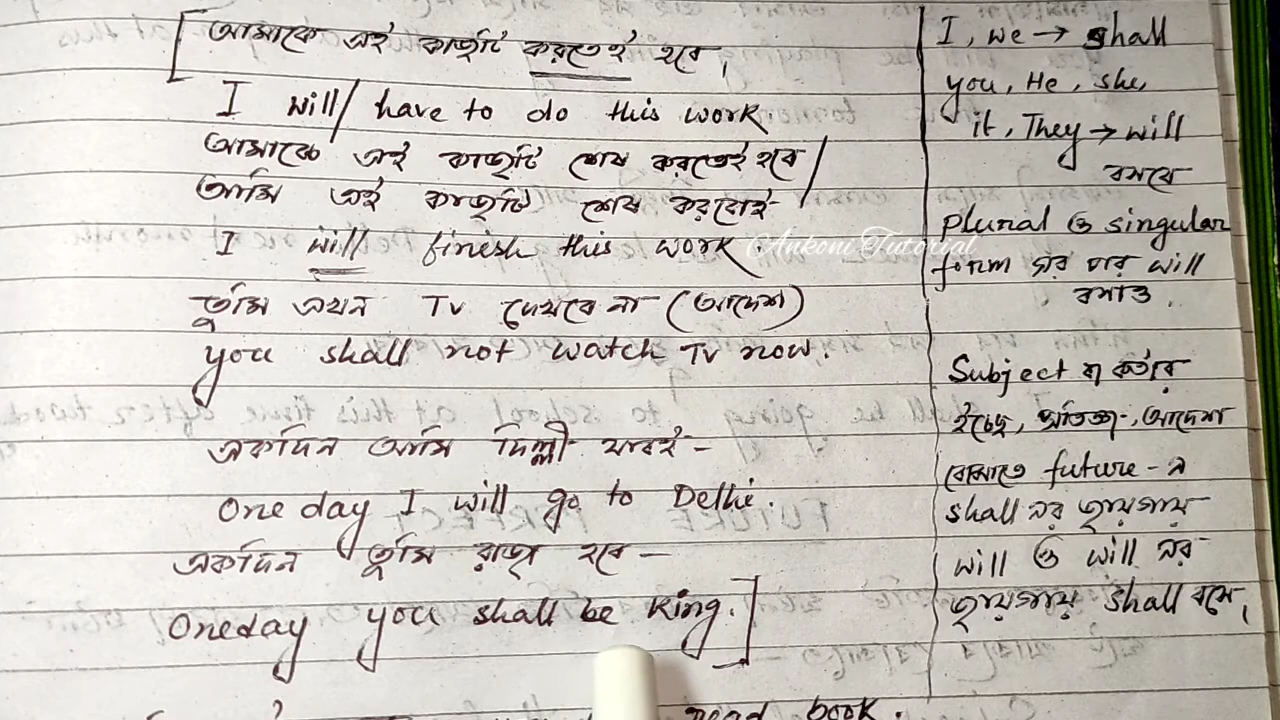 আমাকে এই কাজটি করতেই হবে।
I will/ have to do this work
আমাকে এই কাজটি শেষ করতেই হবে/
আমি এই কাজটি শেষ করবোই-
I will finish this work.
তুমি এখন TV দেখবে না (আদেশ)
you shall not watch TV now.
একদিন আমি দিল্লী যাবই-
One day I will go to Delhi.
একদিন তুমি রাজা হবে-
Oneday you shall be King.
read book.
I, we → shall
you, He, she,
it, They → will
বসবে
plural ও singular
form এর will
বসাও.
Subject বা কর্তার
ইচ্ছে, প্রতিজ্ঞা, আদেশ
বোঝাতে future-এ
shall এর জায়গায়
will ও will এর
জায়গায় shall বসে।
Ankoni Tutorial